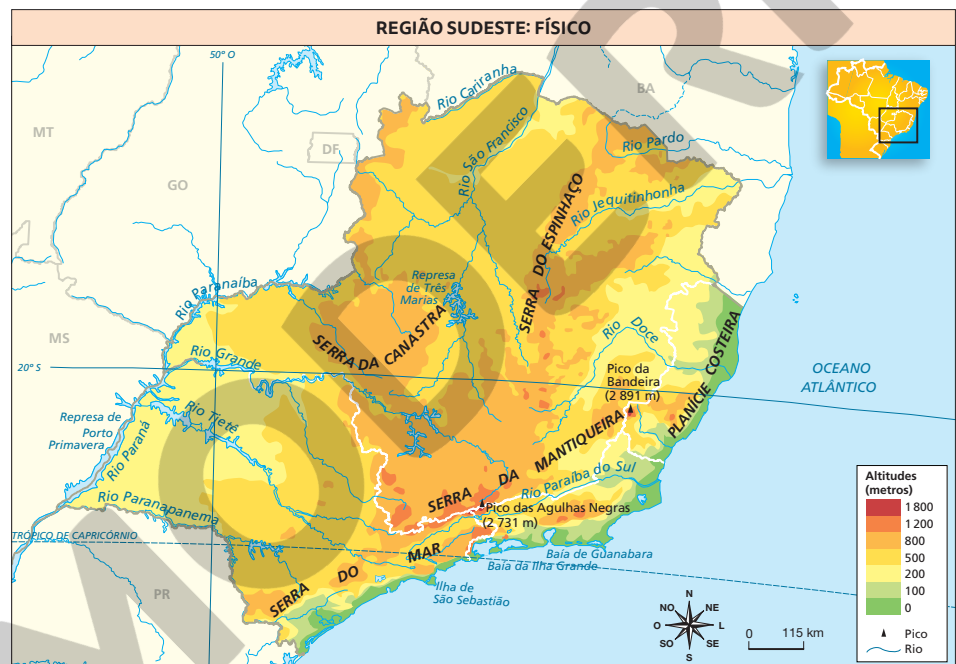 REGIÃO SUDESTE: FÍSICO
50º O
Rio Cariranha
BA
MT
DF
Rio São Francisco
Rio Pardo
GO
SERRA DO ESPINHAÇO
Rio Jequitinhonha
Rio Paranaíba
Represa
de Três
Marias
MS
SERRA DA CANASTRA
Rio Doce
20º S
Rio Grande
Pico da
Bandeira
(2 891 m)
PLANÍCIE COSTEIRA
OCEANO
ATLÂNTICO
Represa de
Porto
Primavera
Rio Paraná
Rio Tietê
SERRA DA MANTIQUEIRA
Rio Paraíba do Sul
Rio Paranapanema
Pico das Agulhas Negras
(2 731 m)
TRÓPICO DE CAPRICÓRNIO
SERRA DO MAR
Baía de Guanabara
Baía da Ilha Grande
Ilha de
São Sebastião
PR
Altitudes
(metros)
1 800
1 200
800
500
200
100
0
Pico
Rio
N
NO
NE
O
L
SO
SE
S
0 115 km
MODER